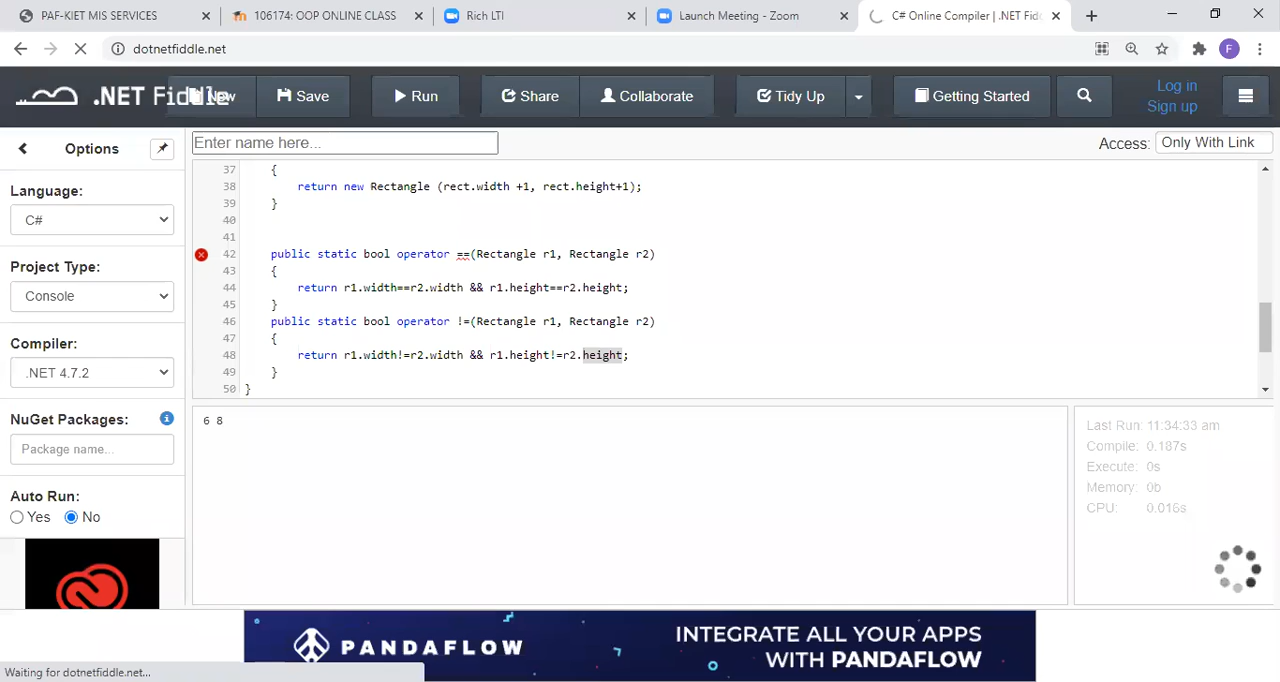 PAF-KIET MIS SERVICES
106174: OOP ONLINE CLASS
Rich LTI
Launch Meeting - Zoom
C# Online Compiler | .NET Fidd
dotnetfiddle.net
F
.NET Fiddle
New
Save
Run
Share
Collaborate
Tidy Up
Getting Started
Log in
Sign up
Options
Enter name here...
Access: Only With Link
Language:
C#
Project Type:
Console
Compiler:
.NET 4.7.2
NuGet Packages:
Package name...
Auto Run:
Yes No
37 {
38 return new Rectangle (rect.width +1, rect.height+1);
39 }
40
41
42 public static bool operator ==(Rectangle r1, Rectangle r2)
43 {
44 return r1.width==r2.width && r1.height==r2.height;
45 }
46 public static bool operator !=(Rectangle r1, Rectangle r2)
47 {
48 return r1.width!=r2.width && r1.height!=r2.height;
49 }
50 }
6 8
Last Run: 11:34:33 am
Compile: 0.187s
Execute: 0s
Memory: 0b
CPU: 0.016s
PANDAFLOW
INTEGRATE ALL YOUR APPS
WITH PANDAFLOW
Waiting for dotnetfiddle.net...